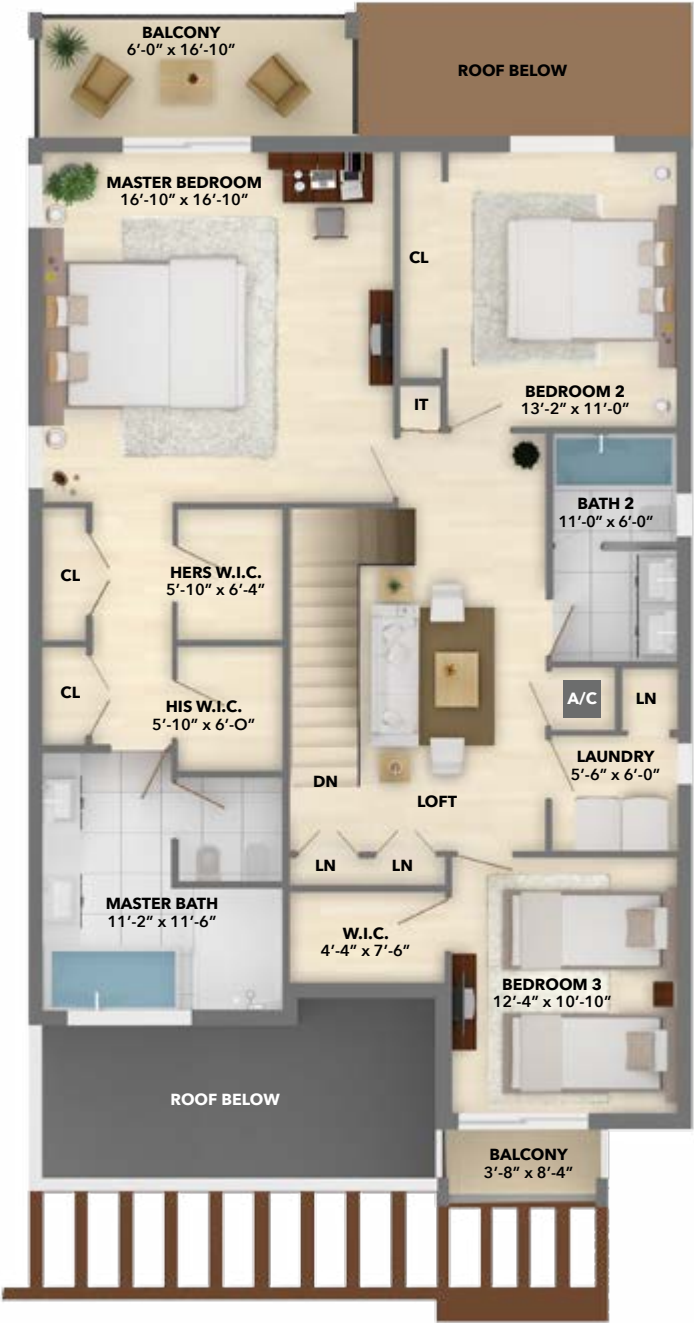 BALCONY
6'-0" x 16'-10"
ROOF BELOW
MASTER BEDROOM
16'-10" x 16'-10"
CL
BEDROOM 2
13'-2" x 11'-0"
IT
BATH 2
11'-0" x 6'-0"
CL
HERS W.I.C.
5'-10" x 6'-4"
CL
HIS W.I.C.
5'-10" x 6'-O"
A/C
LN
LAUNDRY
5'-6" x 6'-0"
DN
LOFT
LN
LN
MASTER BATH
11'-2" x 11'-6"
W.I.C.
4'-4" x 7'-6"
BEDROOM 3
12'-4" x 10'-10"
ROOF BELOW
BALCONY
3'-8" x 8'-4"